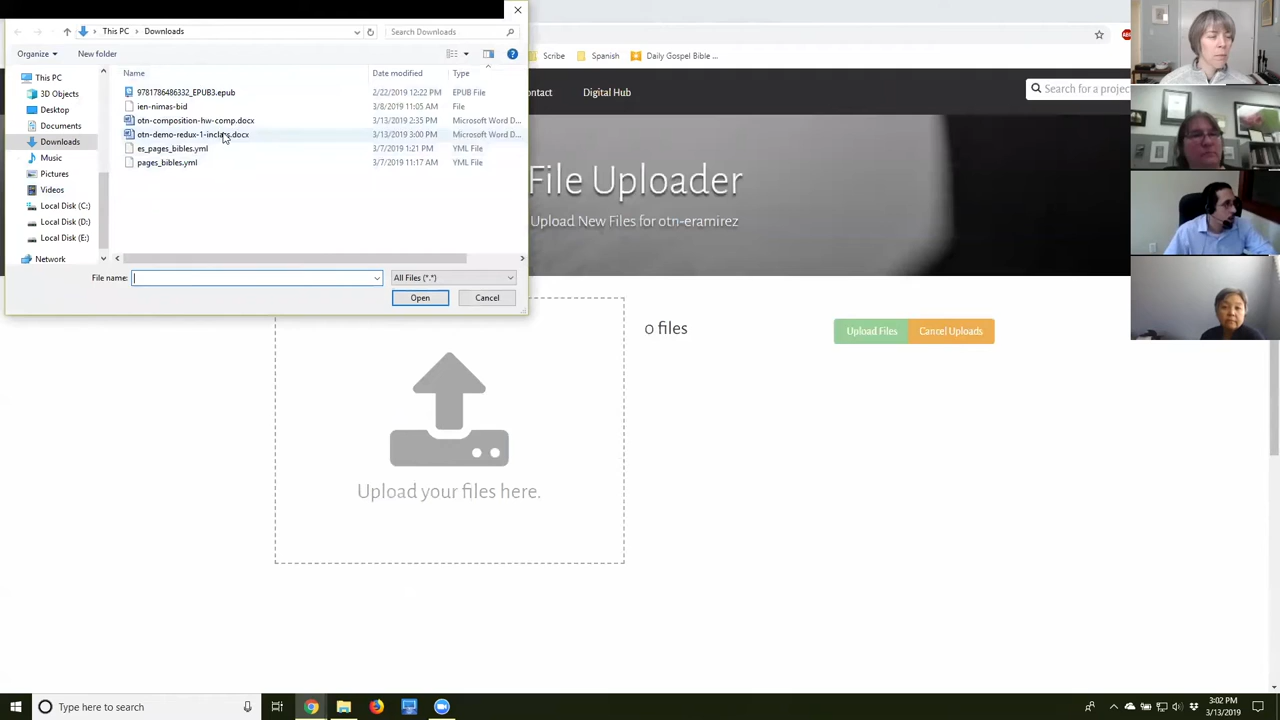 This PC
Downloads
Search Downloads
Organize
New folder
Scribe
Spanish
Daily Gospel Bible ...
This PC
3D Objects
Desktop
Documents
Downloads
Music
Pictures
Videos
Local Disk (C:)
Local Disk (D:)
Local Disk (E:)
Network
Name Date modified Type
9781786486332_EPUB3.epub 2/22/2019 12:22 PM EPUB File
ien-nimas-bid 3/8/2019 11:05 AM File
otn-composition-hw-comp.docx 3/13/2019 2:35 PM Microsoft Word D...
otn-demo-redux-1-inclass.docx 3/13/2019 3:00 PM Microsoft Word D...
es_pages_bibles.yml 3/7/2019 1:21 PM YML File
pages_bibles.yml 3/7/2019 11:17 AM YML File
File name:
All Files (*.*)
Open
Cancel
ontact
Digital Hub
Search for a project
File Uploader
Upload New Files for otn-eramirez
0 files
Upload Files
Cancel Uploads
Upload your files here.
Type here to search
3:02 PM
3/13/2019